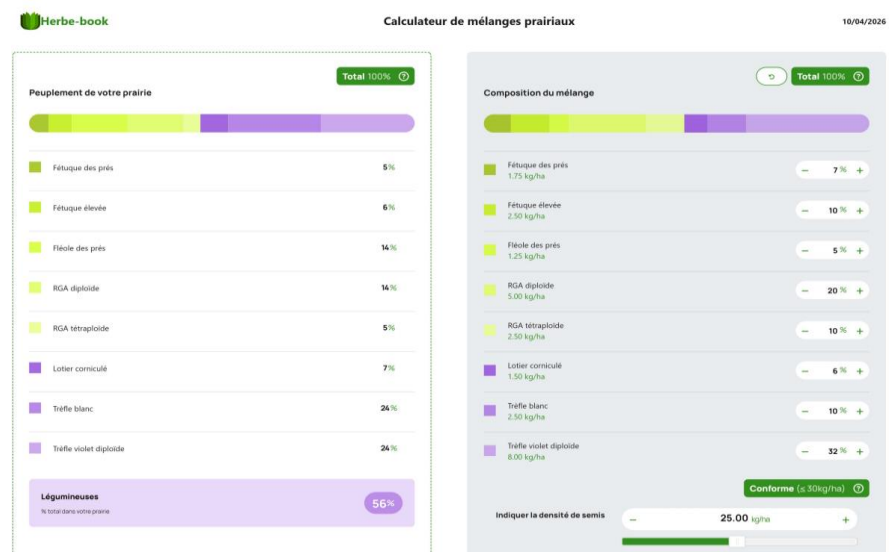 Herbe-book
Calculateur de mélanges prairiaux
10/04/2026
Total 100% ?
Peuplement de votre prairie
Fétuque des prés
5%
Fétuque élevée
6%
Fléole des prés
14%
RGA diploïde
14%
RGA tétraploïde
5%
Lotier corniculé
7%
Trèfle blanc
24%
Trèfle violet diploïde
24%
Légumineuses
% total dans votre prairie
56%
Total 100% ?
Composition du mélange
Fétuque des prés
1.75 kg/ha
− 7 % +
Fétuque élevée
2.50 kg/ha
− 10 % +
Fléole des prés
1.25 kg/ha
− 5 % +
RGA diploïde
5.00 kg/ha
− 20 % +
RGA tétraploïde
2.50 kg/ha
− 10 % +
Lotier corniculé
1.50 kg/ha
− 6 % +
Trèfle blanc
2.50 kg/ha
− 10 % +
Trèfle violet diploïde
8.00 kg/ha
− 32 % +
Conforme (≤ 30kg/ha) ?
Indiquer la densité de semis
− 25.00 kg/ha +